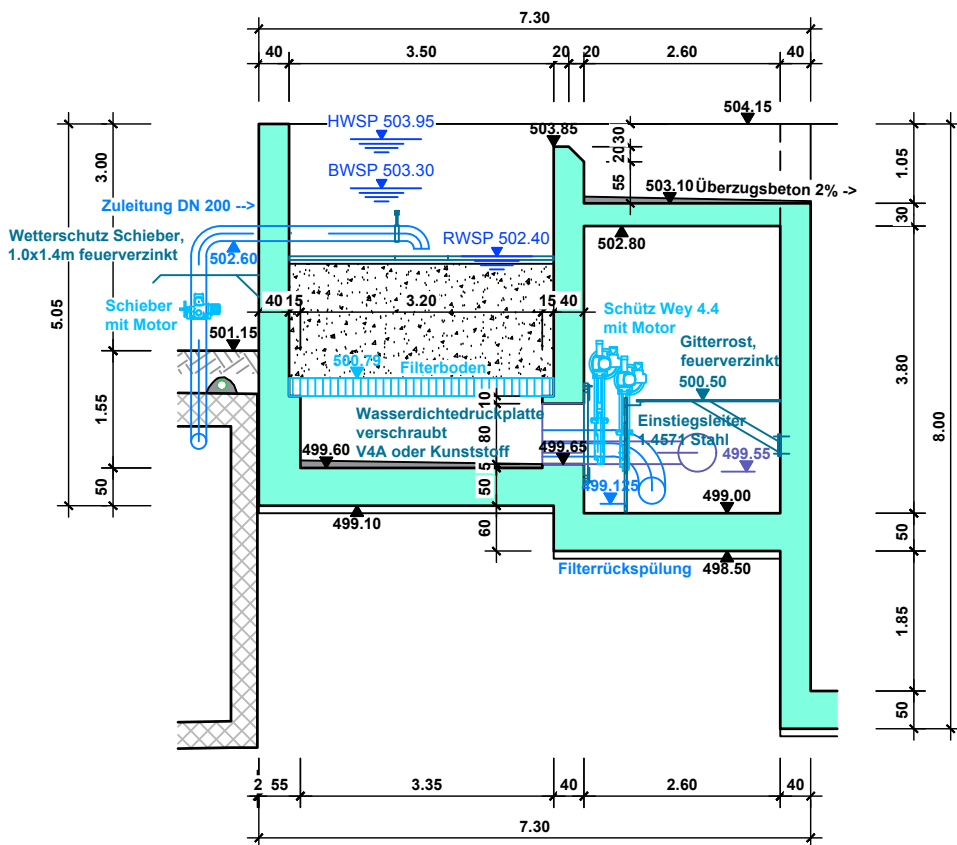 7.30
40 3.50 20 20 2.60 40
HWSP 503.95
503.85
504.15
3.00
2030
55
1.05
BWSP 503.30
503.10 Überzugsbeton 2% ->
Zuleitung DN 200 -->
30
Wetterschutz Schieber,
1.0x1.4m feuerverzinkt
502.60
RWSP 502.40
502.80
5.05
40 15 3.20 15 40
Schieber
mit Motor
Schütz Wey 4.4
mit Motor
501.15
Gitterrost,
feuerverzinkt
3.80
500.79
Filterboden
500.50
8.00
10
Wasserdichtedruckplatte
verschraubt
V4A oder Kunststoff
Einstiegsleiter
1.4571 Stahl
1.55
80
499.60
499.65
499.55
5
50
50
499.125
499.00
499.10
60
50
Filterrückspülung
498.50
1.85
50
2 55 3.35 40 2.60 40
7.30